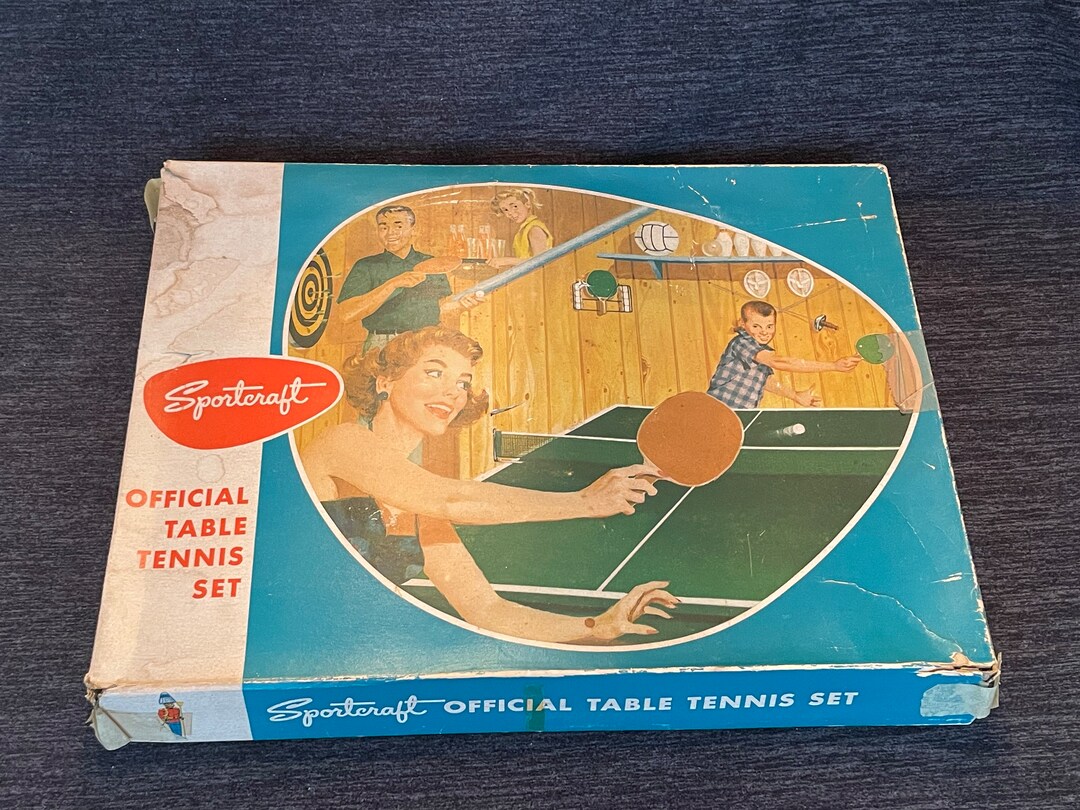 Sportcraft
OFFICIAL
TABLE
TENNIS
SET
Sportcraft OFFICIAL TABLE TENNIS SET